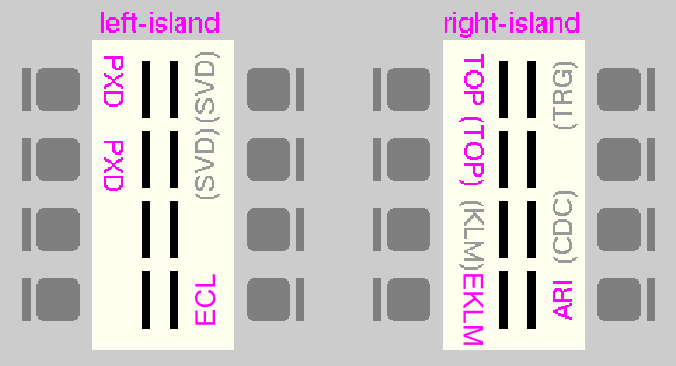 left-island
PXD
(SVD)
PXD
(SVD)
ECL
right-island
TOP
(TRG)
(TOP)
(KLM)
(CDC)
EKLM
ARI